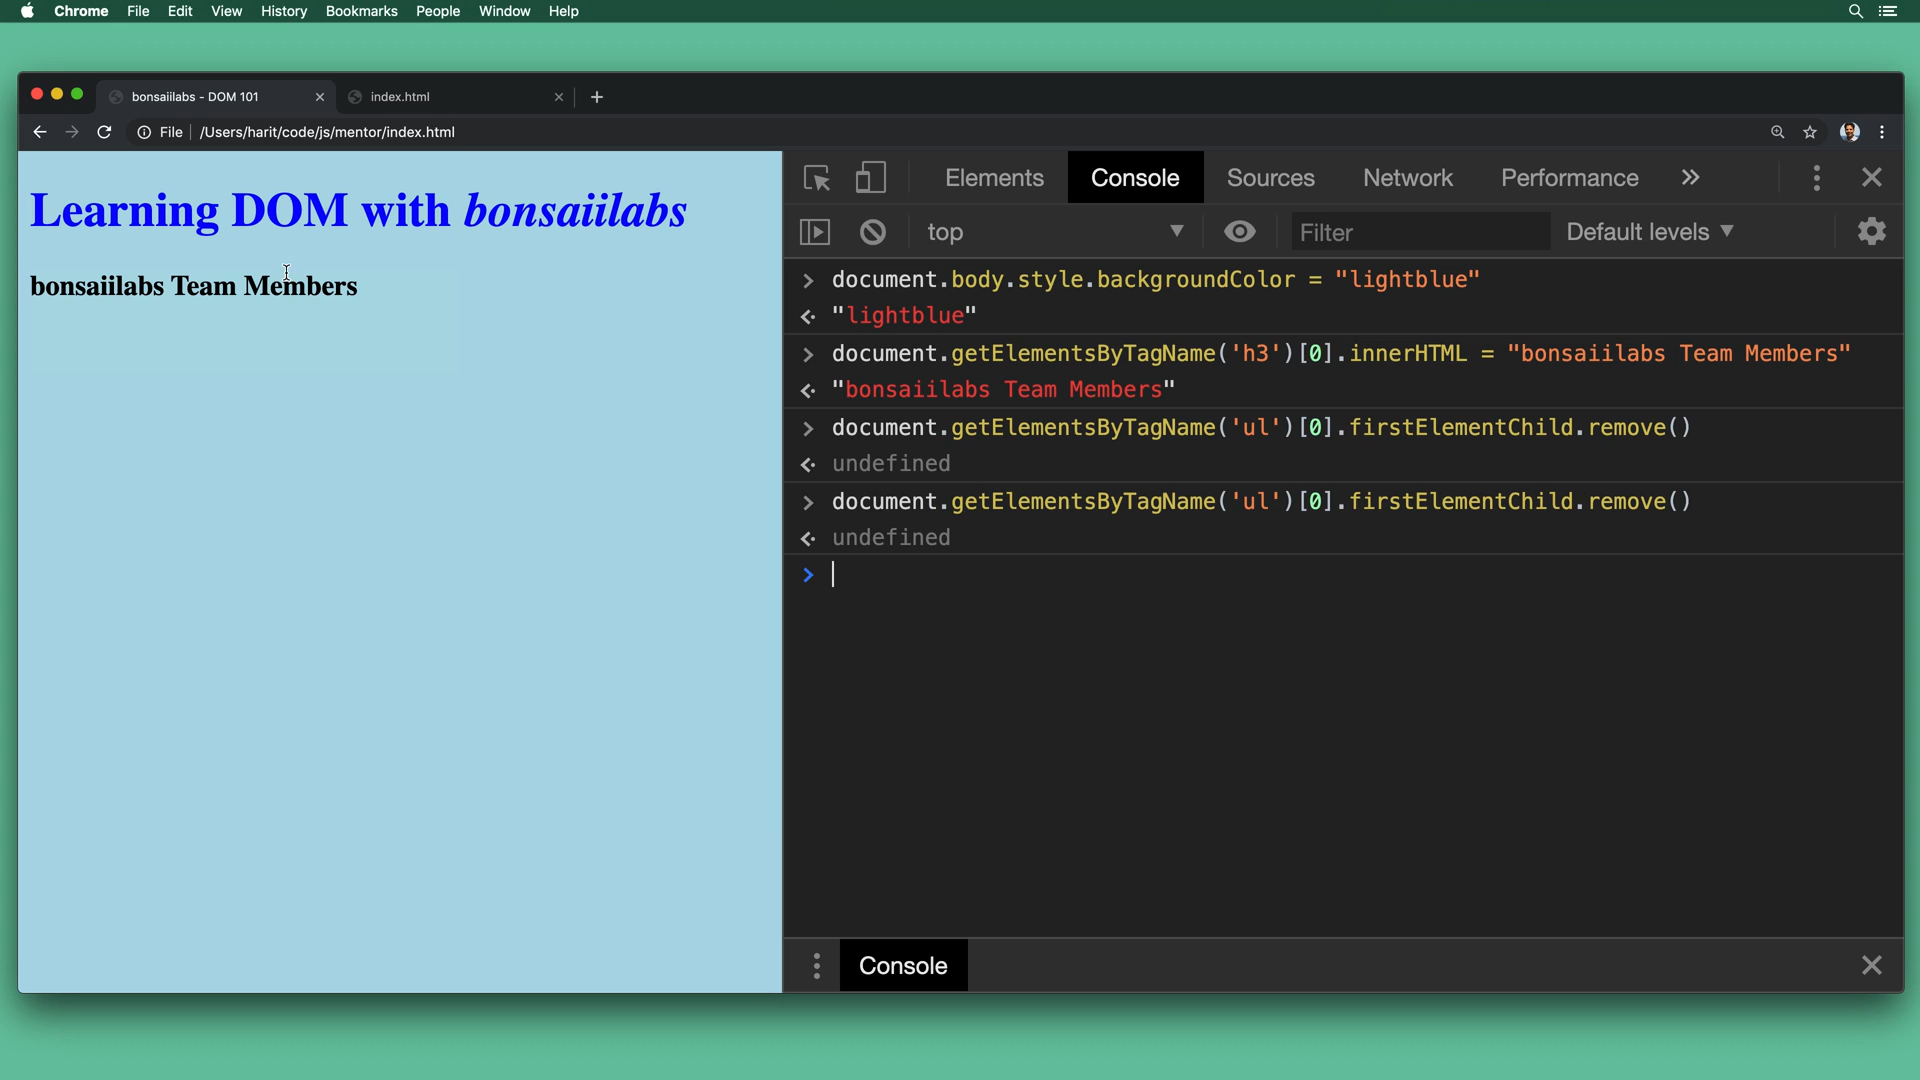 Chrome File Edit View History Bookmarks People Window Help
bonsaiilabs - DOM 101
index.html
File /Users/harit/code/js/mentor/index.html
Learning DOM with bonsaiilabs
bonsaiilabs Team Members
Elements Console Sources Network Performance
top Filter Default levels
document.body.style.backgroundColor = "lightblue"
"lightblue"
document.getElementsByTagName('h3')[0].innerHTML = "bonsaiilabs Team Members"
"bonsaiilabs Team Members"
document.getElementsByTagName('ul')[0].firstElementChild.remove()
undefined
document.getElementsByTagName('ul')[0].firstElementChild.remove()
undefined
Console